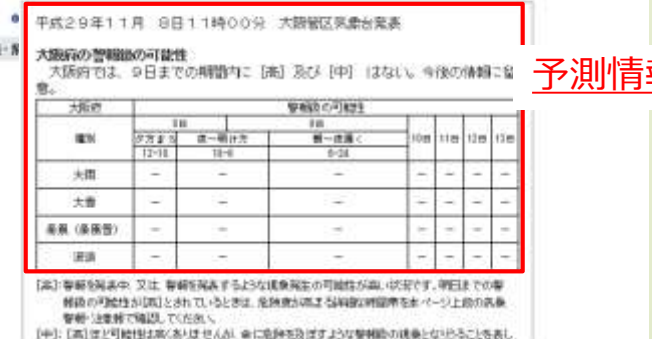 平成29年11月 8日11時00分 大阪管区気象台発表
大阪府の警報級の可能性
大阪府では、9日までの期間内に [高] 及び [中] はない。今後の情報に留
意。
予測情報
大阪府 警報級の可能性
種別 8日 9日 10日 11日 12日 13日
夕方まで 夜~明け方 朝~夜遅く
12-18 18-6 6-24
大雨 - - - - - - -
大雪 - - - - - - -
暴風(暴風雪) - - - - - - -
波浪 - - - - - - -
[高]:警報を発表中、又は、警報を発表するような現象発生の可能性が高い状況です。明日までの警
報級の可能性が[高]とされているときは、危険度が高まる詳細な時間帯を本ページ上段の気象
警報・注意報で確認してください。
[中]:[高]ほど可能性は高くありませんが、命に危険を及ぼすような警報級の現象となりうることを表し